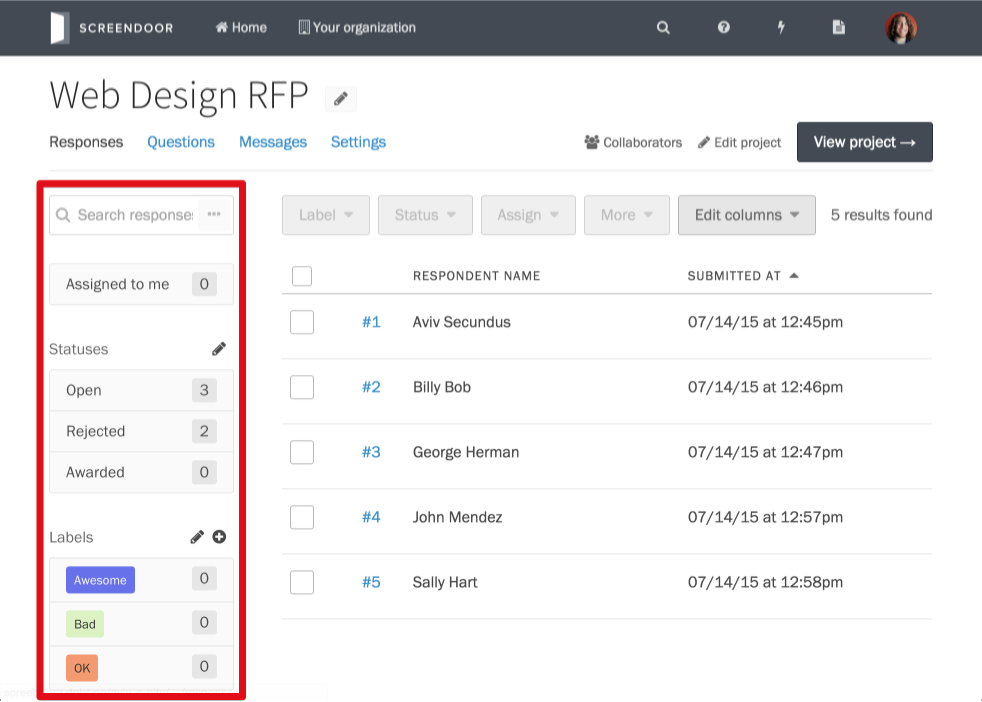 SCREENDOOR Home Your organization
Web Design RFP
Responses Questions Messages Settings Collaborators Edit project View project →
Search response
Assigned to me 0
Statuses
Open 3
Rejected 2
Awarded 0
Labels
Awesome 0
Bad 0
OK 0
Label Status Assign More Edit columns 5 results found
RESPONDENT NAME SUBMITTED AT
#1 Aviv Secundus 07/14/15 at 12:45pm
#2 Billy Bob 07/14/15 at 12:46pm
#3 George Herman 07/14/15 at 12:47pm
#4 John Mendez 07/14/15 at 12:57pm
#5 Sally Hart 07/14/15 at 12:58pm